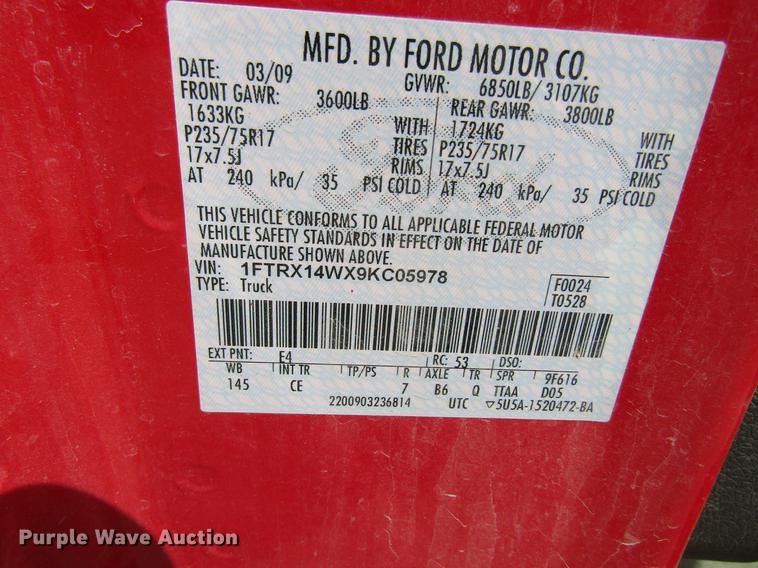 MFD. BY FORD MOTOR CO.
DATE: 03/09 GVWR: 6850LB/ 3107KG
FRONT GAWR: 3600LB REAR GAWR: 3800LB
1633KG WITH 1724KG WITH
P235/75R17 TIRES P235/75R17 TIRES
17x7.5J RIMS 17x7.5J RIMS
AT 240 kPa/ 35 PSI COLD AT 240 kPa/ 35 PSI COLD
THIS VEHICLE CONFORMS TO ALL APPLICABLE FEDERAL MOTOR
VEHICLE SAFETY STANDARDS IN EFFECT ON THE DATE OF
MANUFACTURE SHOWN ABOVE.
VIN: 1FTRX14WX9KC05978 F0024
TYPE: Truck T0528
EXT PNT: E4 RC: 53 DSO:
WB INT TR TP/PS R AXLE TR SPR 9F616
145 CE 7 B6 Q TTAA D05
2200903236814 UTC ▽5U5A-1520472-BA
Purple Wave Auction